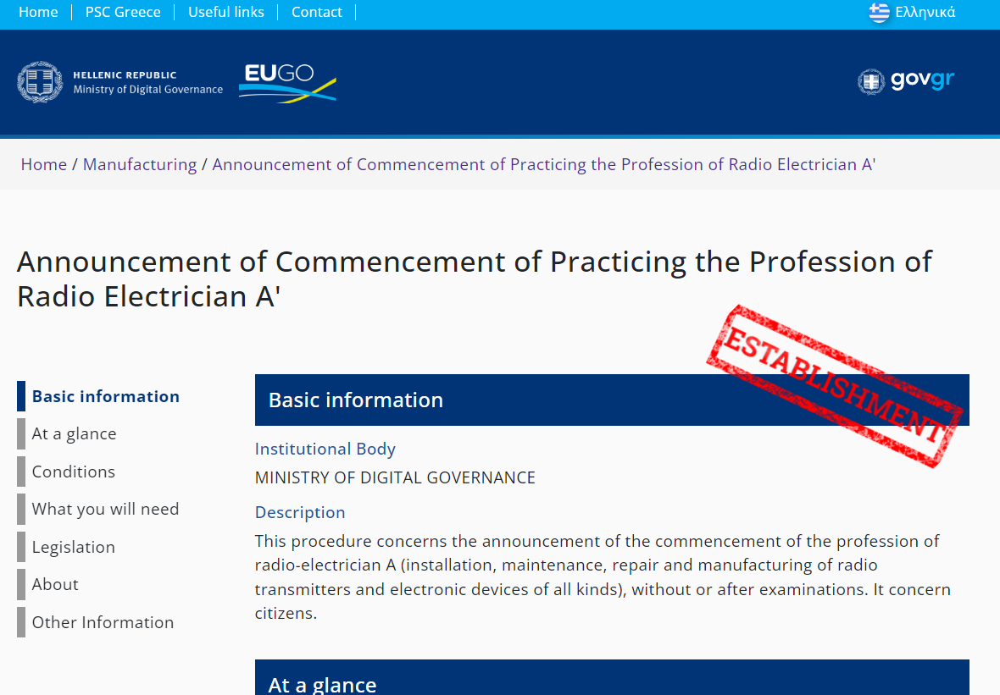 Home
PSC Greece
Useful links
Contact
Ελληνικά
HELLENIC REPUBLIC
Ministry of Digital Governance
EUGO
govgr
Home / Manufacturing / Announcement of Commencement of Practicing the Profession of Radio Electrician A'
Announcement of Commencement of Practicing the Profession of
Radio Electrician A'
ESTABLISHMENT
Basic information
At a glance
Conditions
What you will need
Legislation
About
Other Information
Basic information
Institutional Body
MINISTRY OF DIGITAL GOVERNANCE
Description
This procedure concerns the announcement of the commencement of the profession of
radio-electrician A (installation, maintenance, repair and manufacturing of radio
transmitters and electronic devices of all kinds), without or after examinations. It concern
citizens.
At a glance